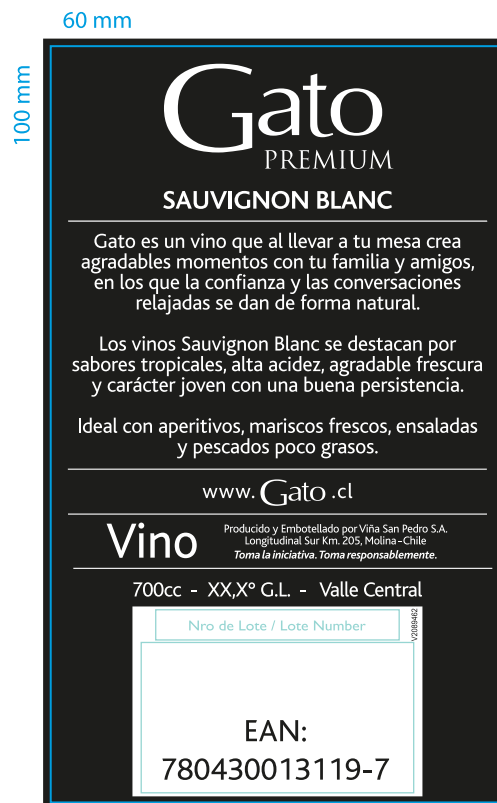 60 mm
100 mm
Gato
PREMIUM
SAUVIGNON BLANC
Gato es un vino que al llevar a tu mesa crea
agradables momentos con tu familia y amigos,
en los que la confianza y las conversaciones
relajadas se dan de forma natural.
Los vinos Sauvignon Blanc se destacan por
sabores tropicales, alta acidez, agradable frescura
y carácter joven con una buena persistencia.
Ideal con aperitivos, mariscos frescos, ensaladas
y pescados poco grasos.
www. Gato .cl
Vino
Producido y Embotellado por Viña San Pedro S.A.
Longitudinal Sur Km. 205, Molina–Chile
Toma la iniciativa. Toma responsablemente.
700cc - XX,X° G.L. - Valle Central
Nro de Lote / Lote Number
V2089462
EAN:
780430013119-7